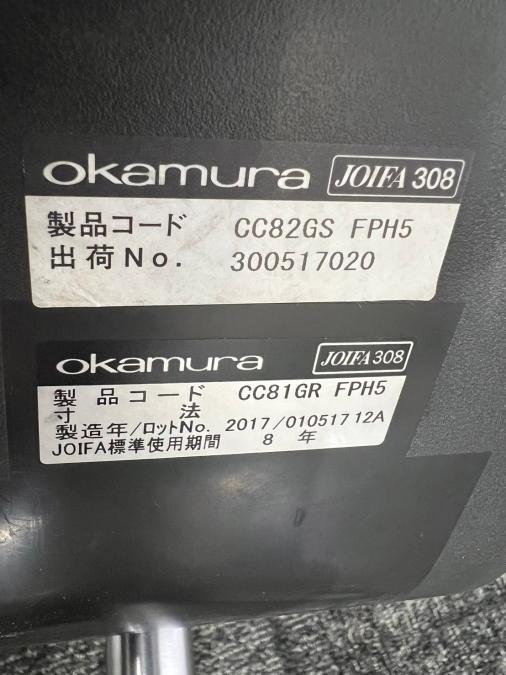 okamura JOIFA 308
製品コード CC82GS FPH5
出荷No. 300517020
okamura JOIFA 308
製品コード CC81GR FPH5
寸法
製造年/ロットNo. 2017/01051712A
JOIFA標準使用期間 8 年